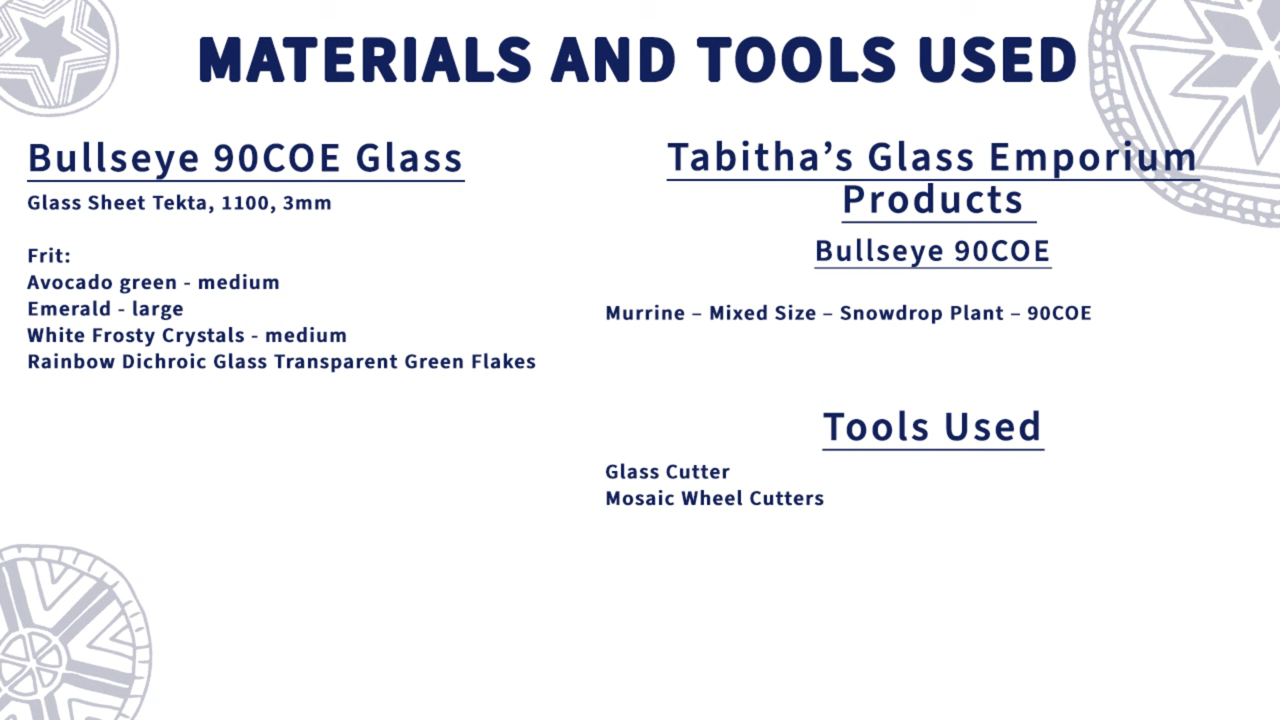 MATERIALS AND TOOLS USED
Bullseye 90COE Glass
Glass Sheet Tekta, 1100, 3mm
Frit:
Avocado green - medium
Emerald - large
White Frosty Crystals - medium
Rainbow Dichroic Glass Transparent Green Flakes
Tabitha’s Glass Emporium
Products
Bullseye 90COE
Murrine – Mixed Size – Snowdrop Plant – 90COE
Tools Used
Glass Cutter
Mosaic Wheel Cutters